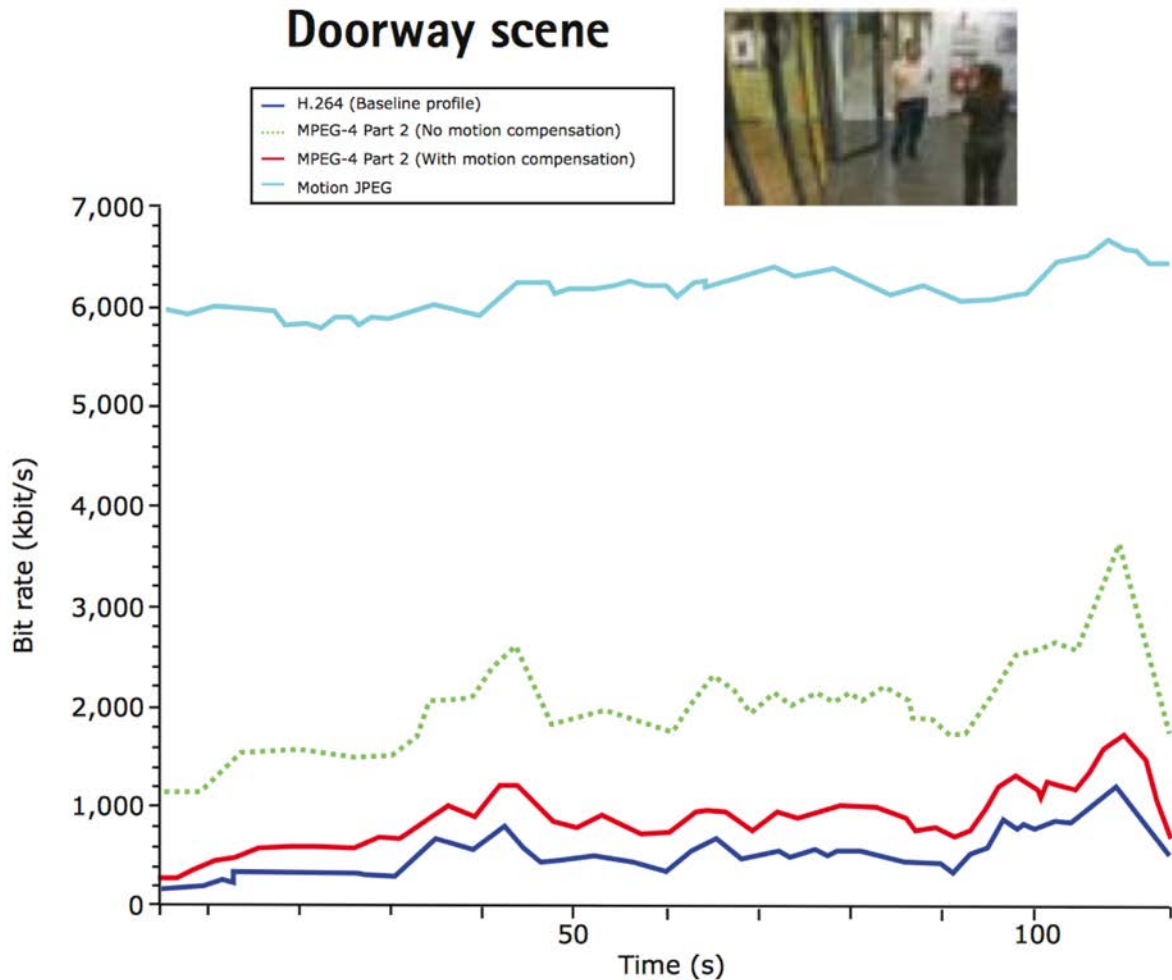 Doorway scene
H.264 (Baseline profile)
MPEG-4 Part 2 (No motion compensation)
MPEG-4 Part 2 (With motion compensation)
Motion JPEG
7,000
6,000
5,000
4,000
3,000
2,000
1,000
0
Bit rate (kbit/s)
50
100
Time (s)